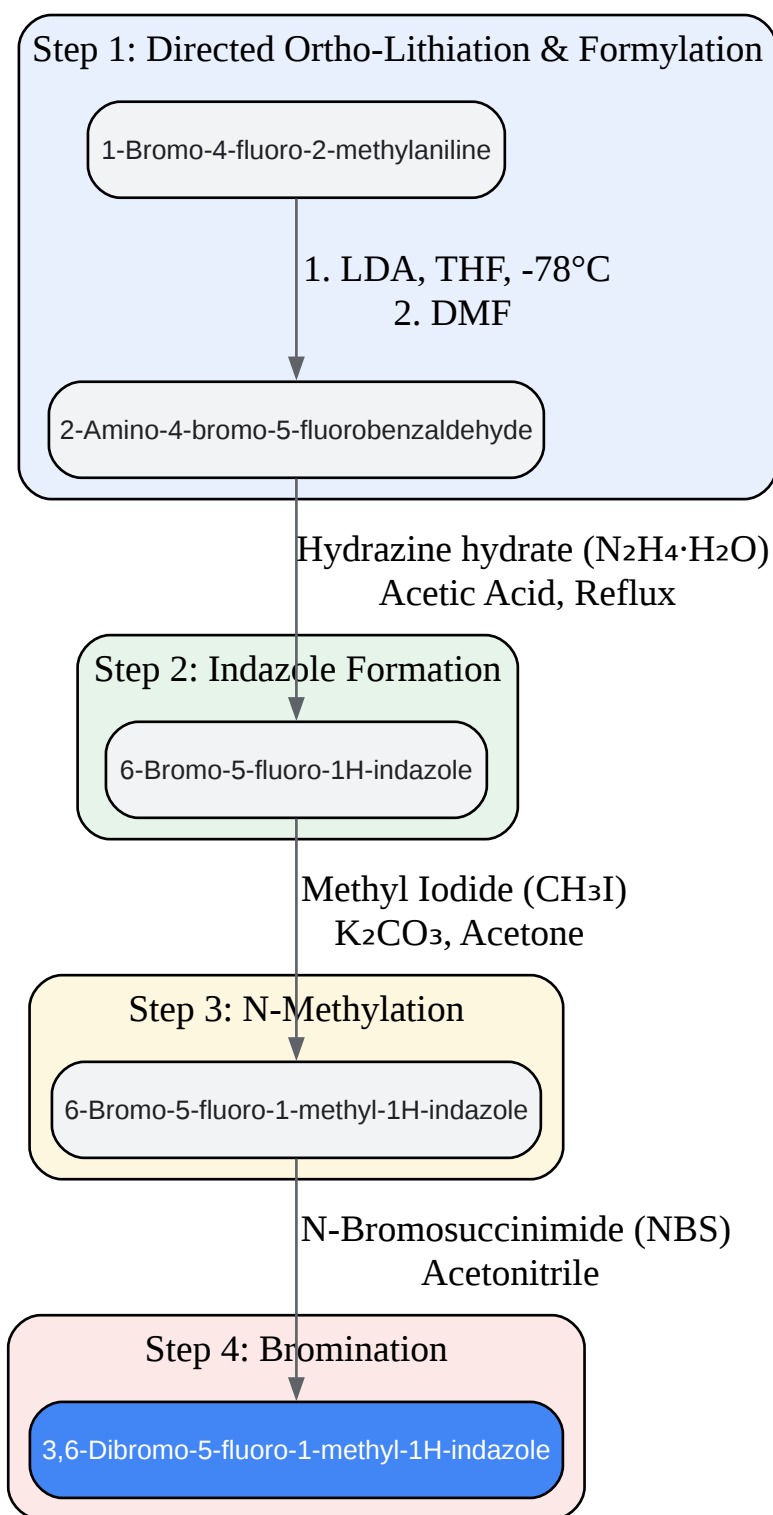 Step 1: Directed Ortho-Lithiation & Formylation
1-Bromo-4-fluoro-2-methylaniline
1. LDA, THF, -78°C
2. DMF
2-Amino-4-bromo-5-fluorobenzaldehyde
Hydrazine hydrate (N₂H₄·H₂O)
Acetic Acid, Reflux
Step 2: Indazole Formation
6-Bromo-5-fluoro-1H-indazole
Methyl Iodide (CH₃I)
K₂CO₃, Acetone
Step 3: N-Methylation
6-Bromo-5-fluoro-1-methyl-1H-indazole
N-Bromosuccinimide (NBS)
Acetonitrile
Step 4: Bromination
3,6-Dibromo-5-fluoro-1-methyl-1H-indazole